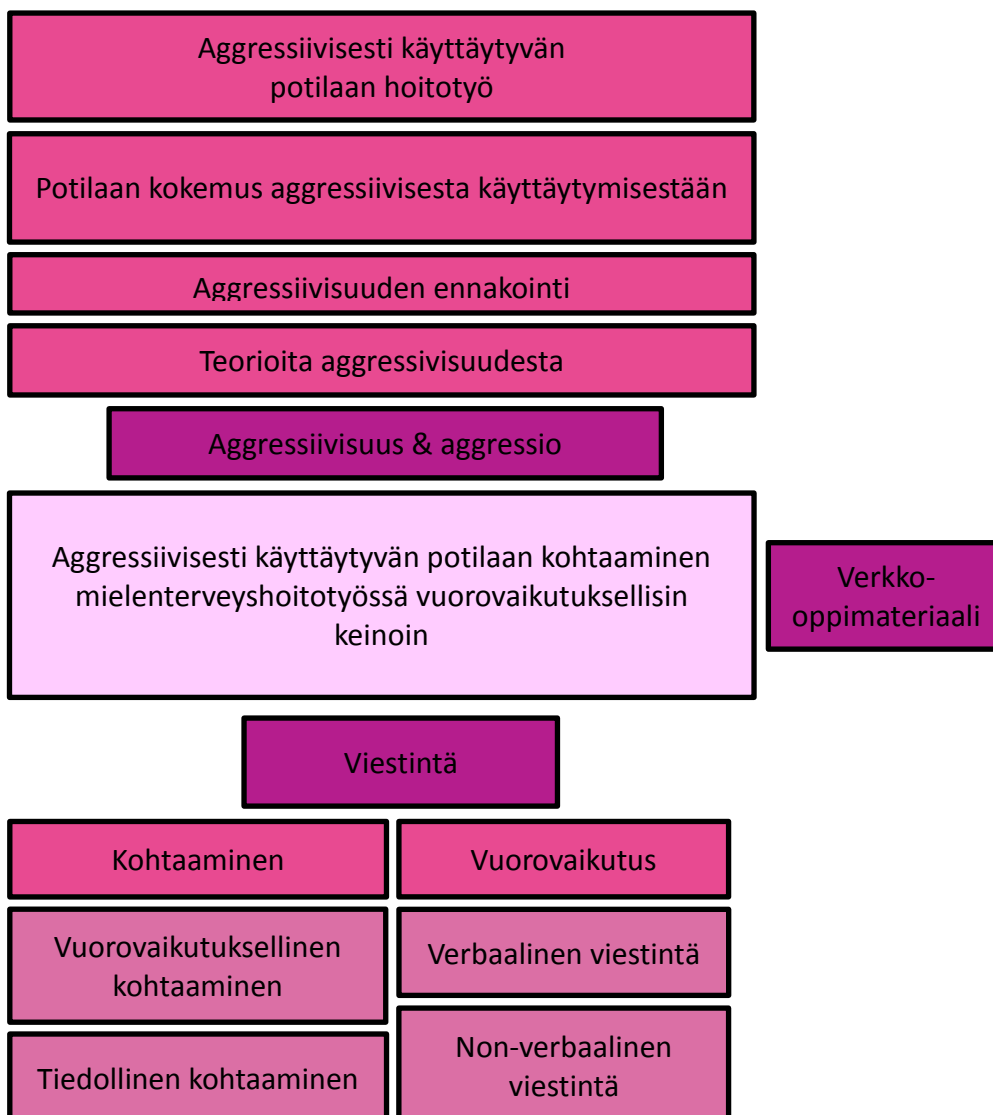 Aggressiivisesti käyttäytyvän
potilaan hoitotyö
Potilaan kokemus aggressiivisesta käyttäytymisestään
Aggressiivisuuden ennakointi
Teorioita aggressivisuudesta
Aggressiivisuus & aggressio
Aggressiivisesti käyttäytyvän potilaan kohtaaminen
mielenterveyshoitotyössä vuorovaikutuksellisin
keinoin
Verkko-
oppimateriaali
Viestintä
Kohtaaminen
Vuorovaikutus
Vuorovaikutuksellinen
kohtaaminen
Verbaalinen viestintä
Tiedollinen kohtaaminen
Non-verbaalinen
viestintä